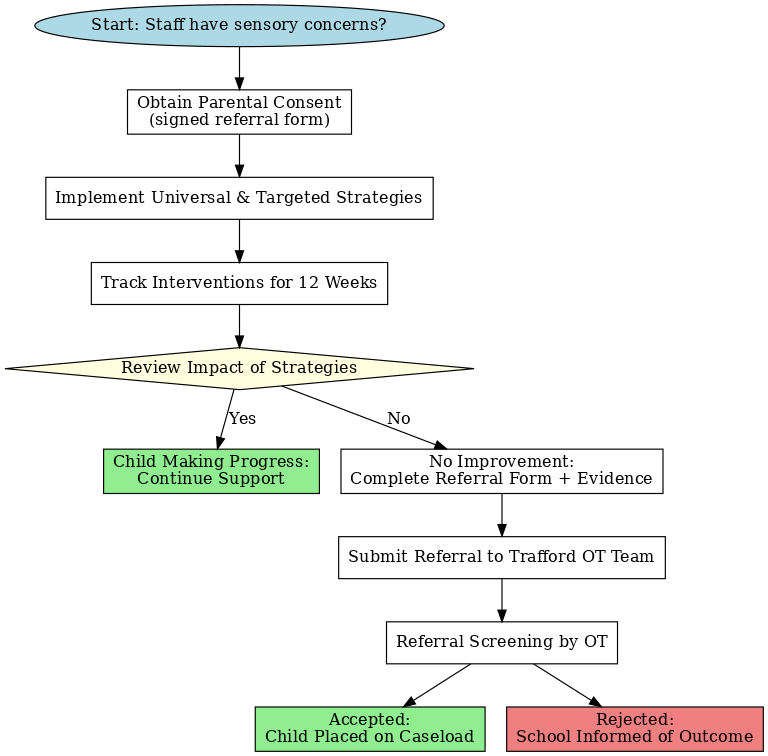 Start: Staff have sensory concerns?
Obtain Parental Consent
(signed referral form)
Implement Universal & Targeted Strategies
Track Interventions for 12 Weeks
Review Impact of Strategies
Yes
No
Child Making Progress:
Continue Support
No Improvement:
Complete Referral Form + Evidence
Submit Referral to Trafford OT Team
Referral Screening by OT
Accepted:
Child Placed on Caseload
Rejected:
School Informed of Outcome